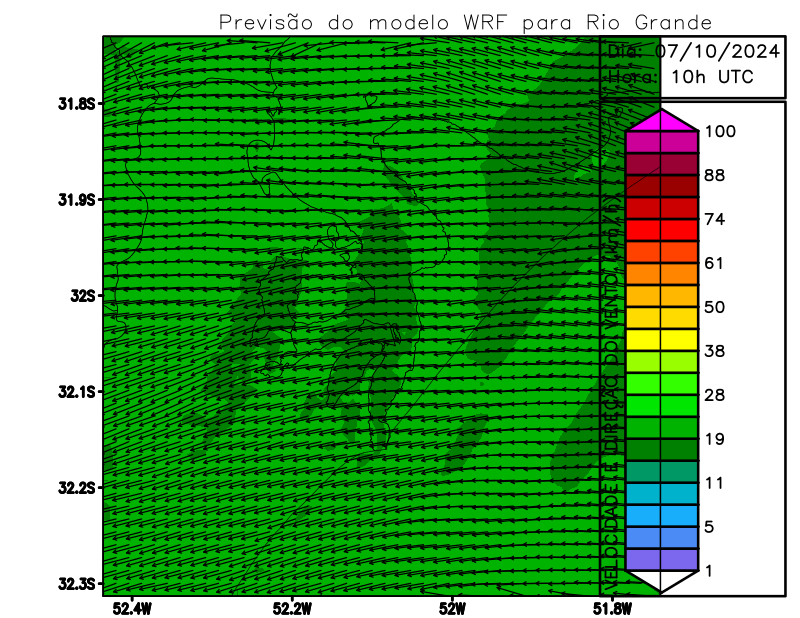 Previsão do modelo WRF para Rio Grande
Dia: 07/10/2024
Hora: 10h UTC
31.8S
31.9S
32S
32.1S
32.2S
32.3S
52.4W
52.2W
52W
51.8W
VELOCIDADE E DIREÇÃO DO VENTO (km/h)
100
88
74
61
50
38
28
19
11
5
1